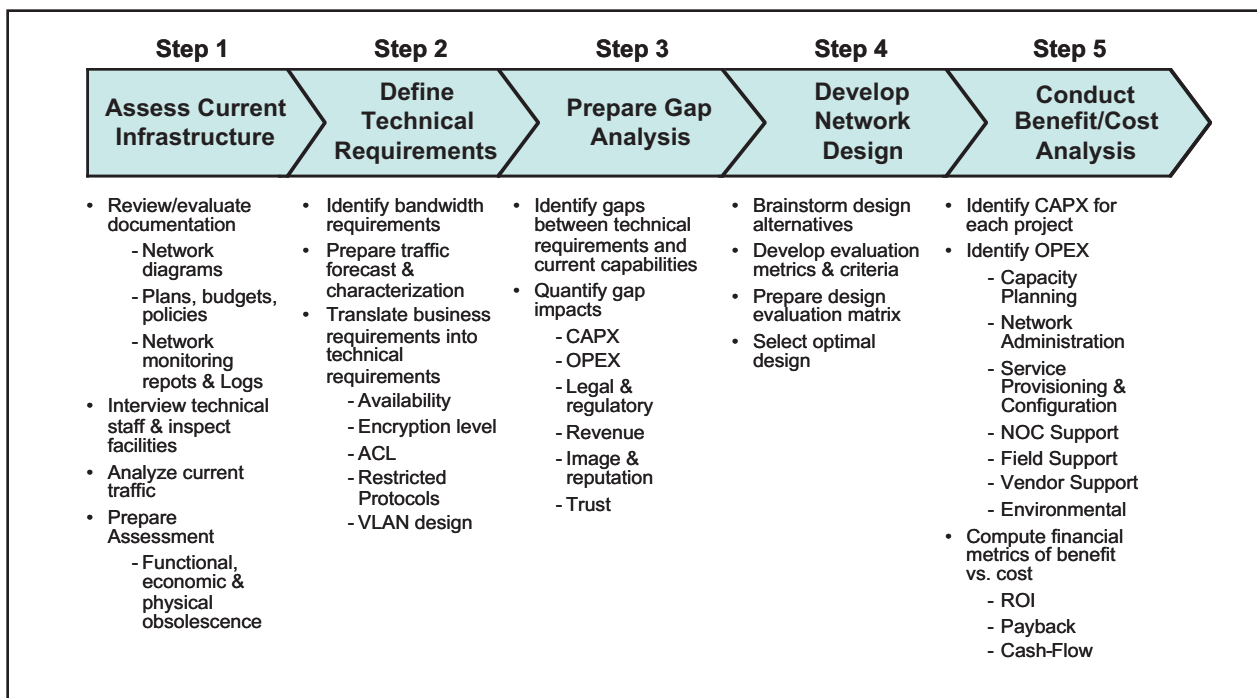 Step 1
Assess Current
Infrastructure
• Review/evaluate
documentation
- Network
diagrams
- Plans, budgets,
policies
- Network
monitoring
repots & Logs
• Interview technical
staff & inspect
facilities
• Analyze current
traffic
• Prepare
Assessment
- Functional,
economic &
physical
obsolescence
Step 2
Define
Technical
Requirements
• Identify bandwidth
requirements
• Prepare traffic
forecast &
characterization
• Translate business
requirements into
technical
requirements
- Availability
- Encryption level
- ACL
- Restricted
Protocols
- VLAN design
Step 3
Prepare Gap
Analysis
• Identify gaps
between technical
requirements and
current capabilities
• Quantify gap
impacts
- CAPX
- OPEX
- Legal &
regulatory
- Revenue
- Image &
reputation
- Trust
Step 4
Develop
Network
Design
• Brainstorm design
alternatives
• Develop evaluation
metrics & criteria
• Prepare design
evaluation matrix
• Select optimal
design
Step 5
Conduct
Benefit/Cost
Analysis
• Identify CAPX for
each project
• Identify OPEX
- Capacity
Planning
- Network
Administration
- Service
Provisioning &
Configuration
- NOC Support
- Field Support
- Vendor Support
- Environmental
• Compute financial
metrics of benefit
vs. cost
- ROI
- Payback
- Cash-Flow